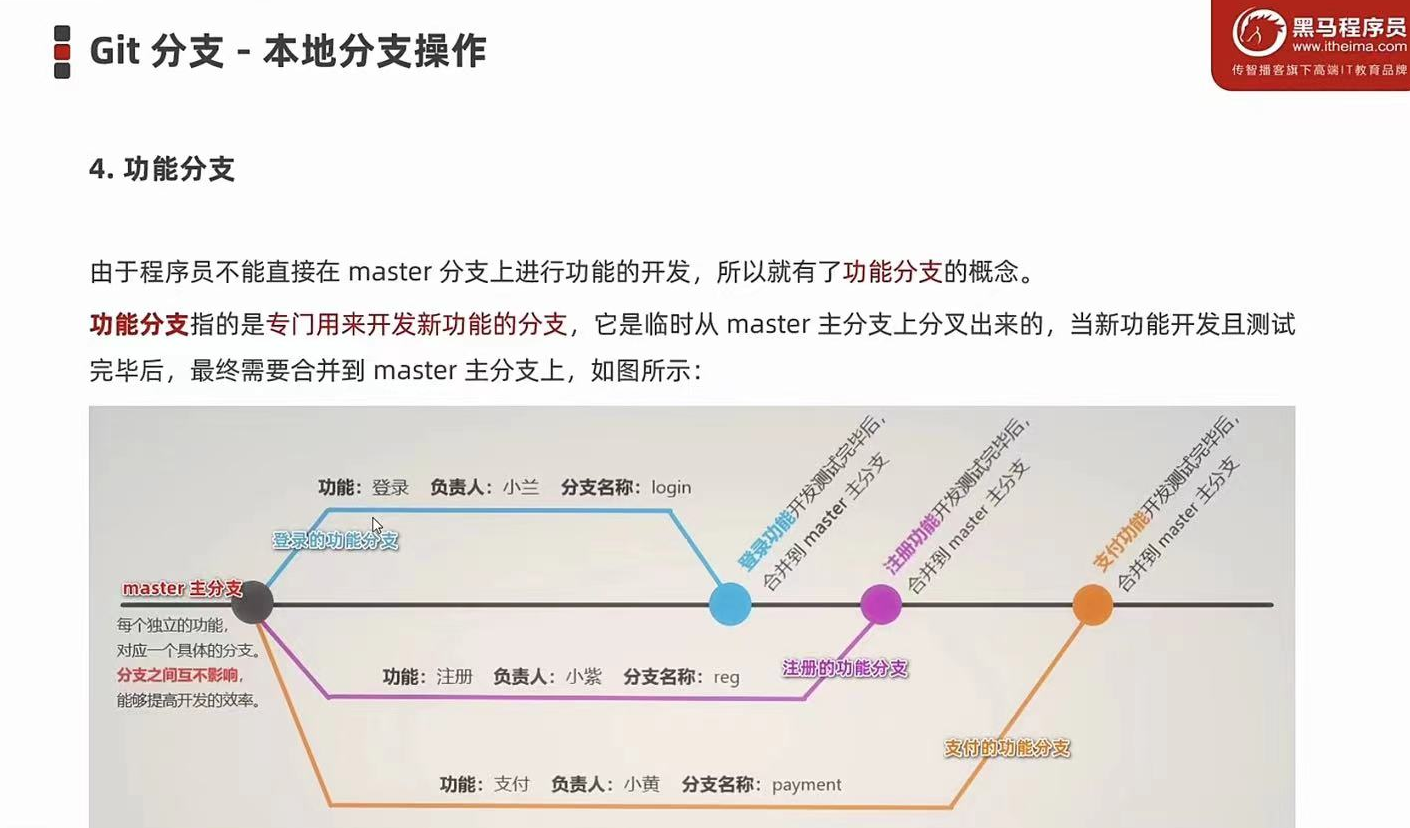 Git 分支 - 本地分支操作
黑马程序员
www.itheima.com
传智播客旗下高端IT教育品牌
4. 功能分支
由于程序员不能直接在 master 分支上进行功能的开发，所以就有了功能分支的概念。
功能分支指的是专门用来开发新功能的分支，它是临时从 master 主分支上分叉出来的，当新功能开发且测试
完毕后，最终需要合并到 master 主分支上，如图所示：
功能：登录 负责人：小兰 分支名称：login
登录的功能分支
登录功能开发测试完毕后，
合并到 master 主分支
注册功能开发测试完毕后，
合并到 master 主分支
支付功能开发测试完毕后，
合并到 master 主分支
master 主分支
每个独立的功能，
对应一个具体的分支。
分支之间互不影响，
能够提高开发的效率。
功能：注册 负责人：小紫 分支名称：reg
注册的功能分支
支付的功能分支
功能：支付 负责人：小黄 分支名称：payment